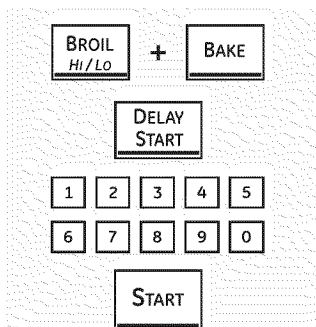 BROIL + BAKE
HI/LO
DELAY
START
1 2 3 4 5
6 7 8 9 0
START